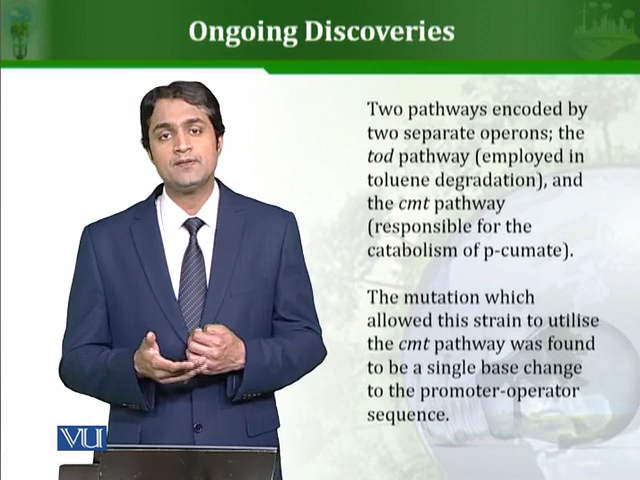 Ongoing Discoveries
Two pathways encoded by
two separate operons; the
tod pathway (employed in
toluene degradation), and
the cmt pathway
(responsible for the
catabolism of p-cumate).
The mutation which
allowed this strain to utilise
the cmt pathway was found
to be a single base change
to the promoter-operator
sequence.
VU